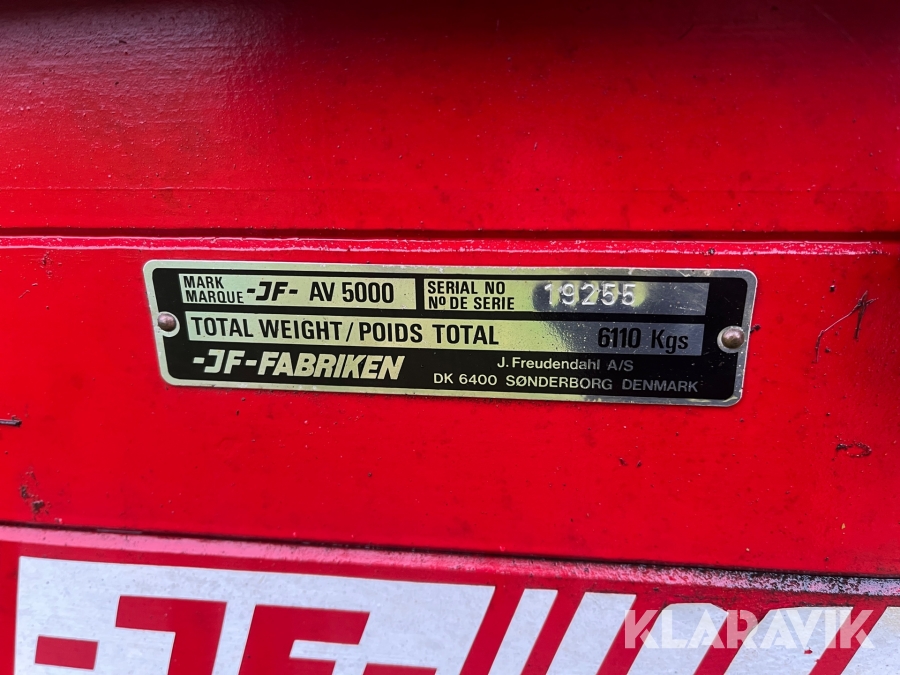 MARK
MARQUE
-JF- AV 5000
SERIAL NO
Nº DE SERIE
19255
TOTAL WEIGHT/POIDS TOTAL 6110 Kgs
-JF-FABRIKEN
J. Freudendahl A/S
DK 6400 SØNDERBORG DENMARK
-JF-
KLARAVIK